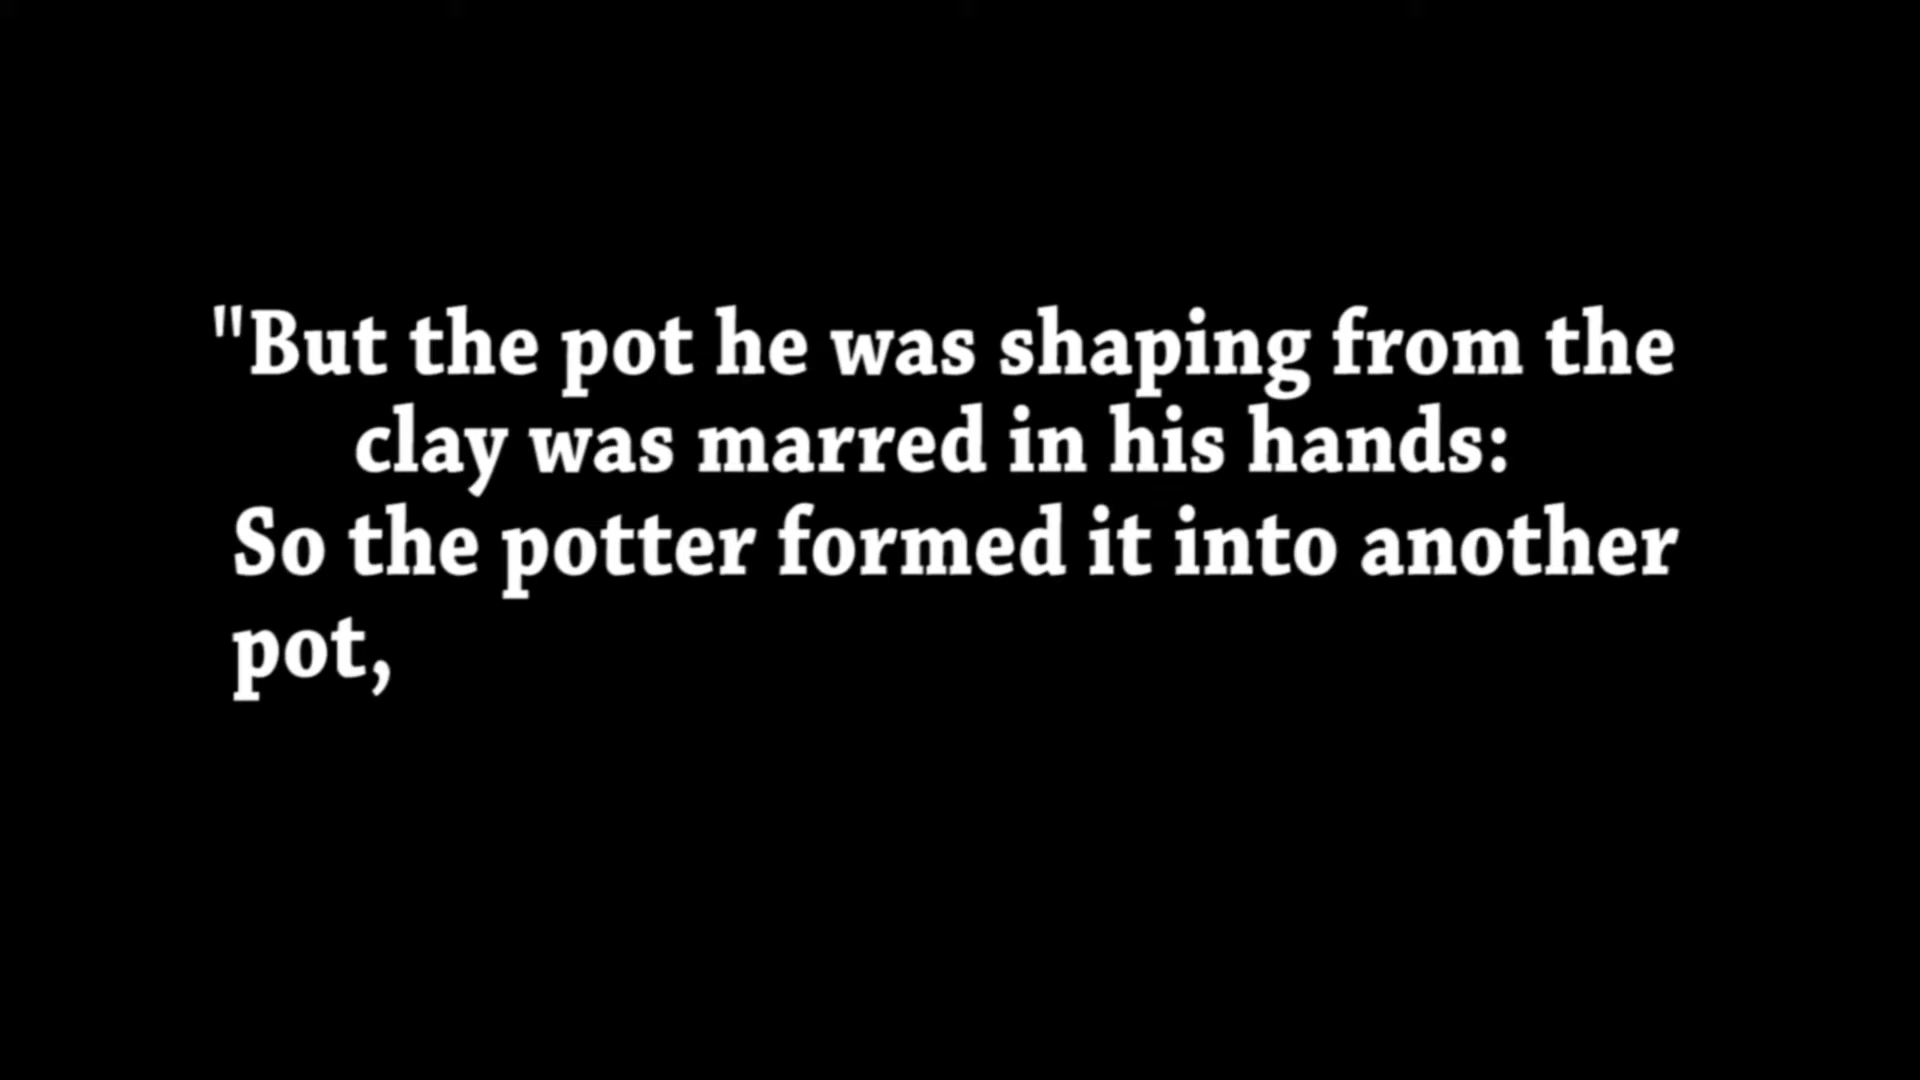 "But the pot he was shaping from the
clay was marred in his hands:
So the potter formed it into another
pot,